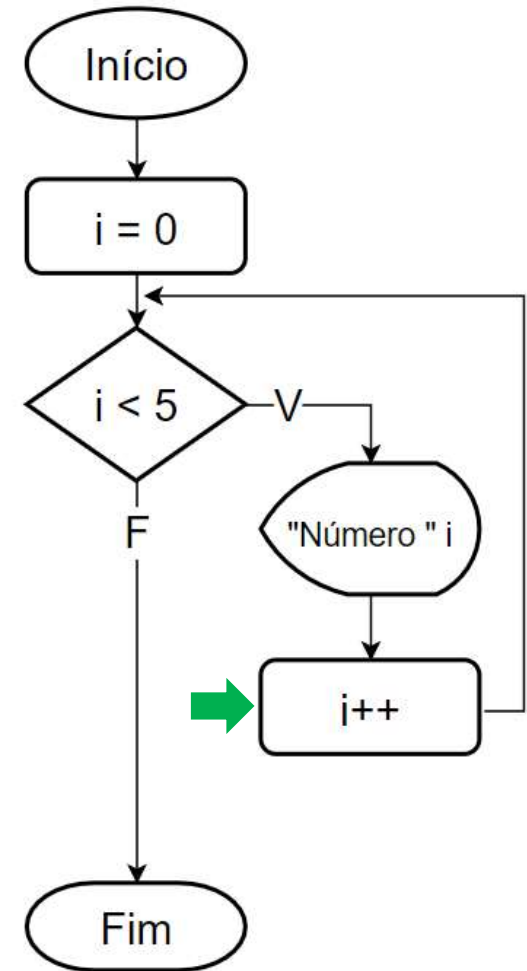 Início
i = 0
i < 5
V
F
"Número " i
i++
Fim